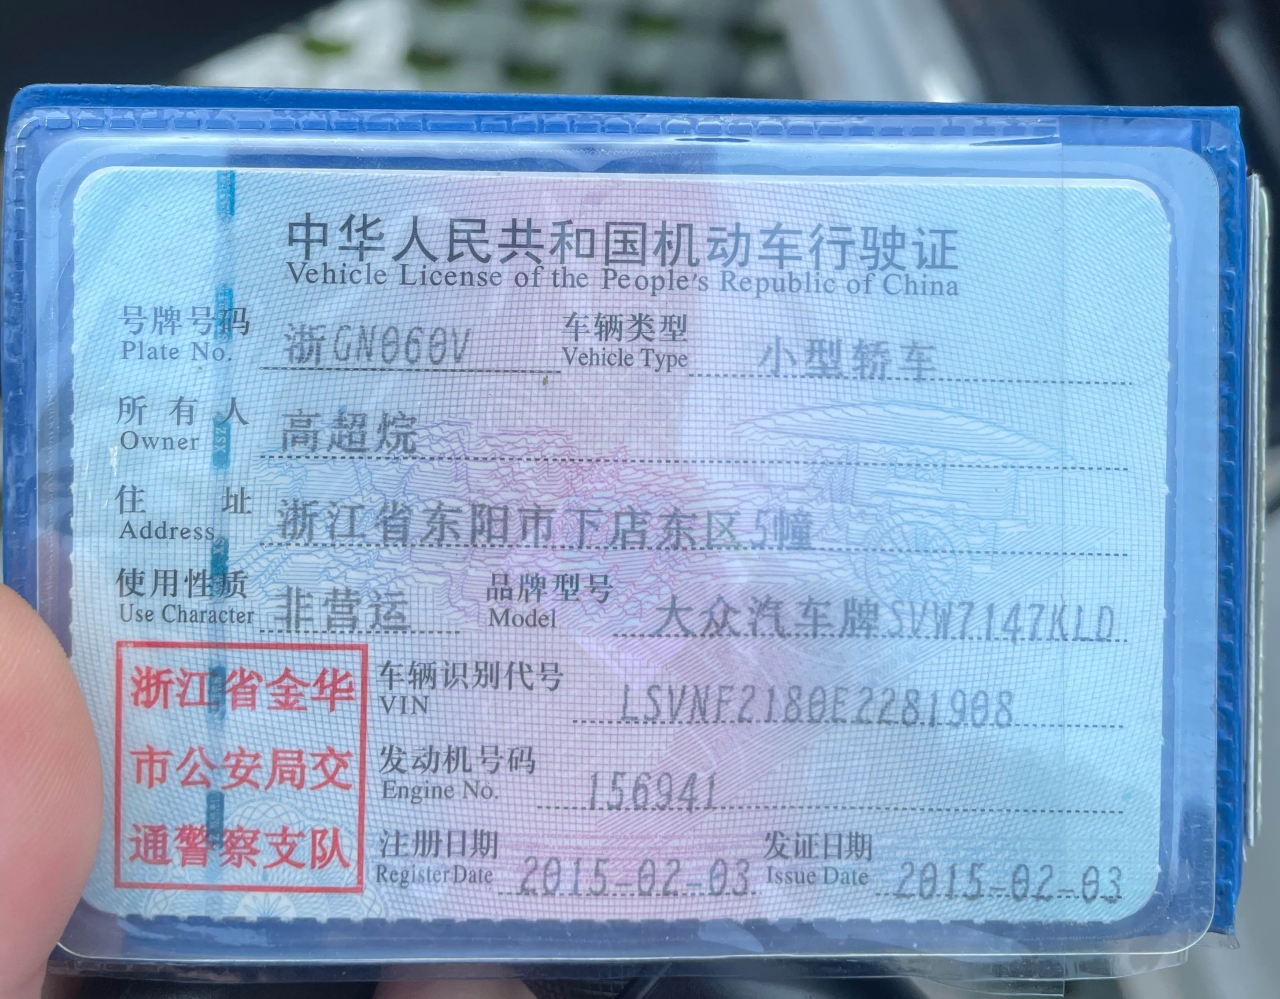 中华人民共和国机动车行驶证
Vehicle License of the People's Republic of China
号牌号码 浙GN060V 车辆类型 小型轿车
Plate No. Vehicle Type
所有人 高超烷
Owner
住址 浙江省东阳市下店东区5幢
Address
使用性质 非营运 品牌型号 大众汽车牌SVW7147KLD
Use Character Model
浙江省金华
市公安局交
通警察支队
车辆识别代号 LSVNF2180E2281908
VIN
发动机号码 156941
Engine No.
注册日期 2015-02-03 发证日期 2015-02-03
Register Date Issue Date